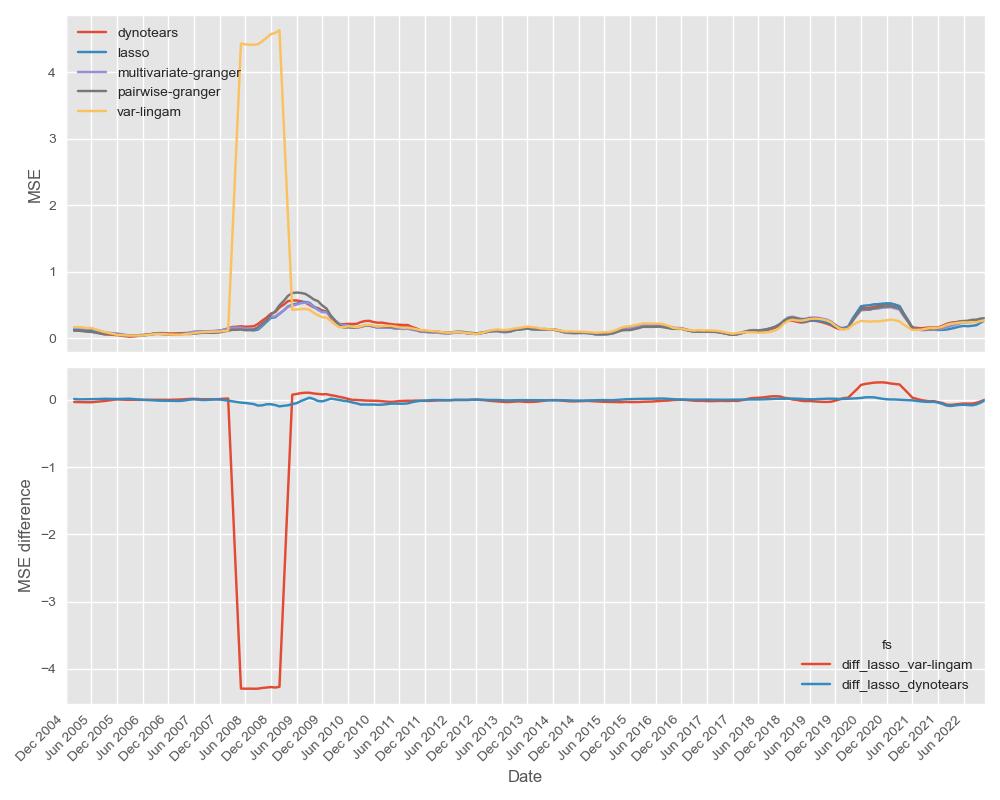 dynotears
lasso
multivariate-granger
pairwise-granger
var-lingam
4
3
2
1
0
MSE
0
−1
−2
−3
−4
MSE difference
fs
diff_lasso_var-lingam
diff_lasso_dynotears
Dec 2004
Jun 2005
Dec 2005
Jun 2006
Dec 2006
Jun 2007
Dec 2007
Jun 2008
Dec 2008
Jun 2009
Dec 2009
Jun 2010
Dec 2010
Jun 2011
Dec 2011
Jun 2012
Dec 2012
Jun 2013
Dec 2013
Jun 2014
Dec 2014
Jun 2015
Dec 2015
Jun 2016
Dec 2016
Jun 2017
Dec 2017
Jun 2018
Dec 2018
Jun 2019
Dec 2019
Jun 2020
Dec 2020
Jun 2021
Dec 2021
Jun 2022
Date